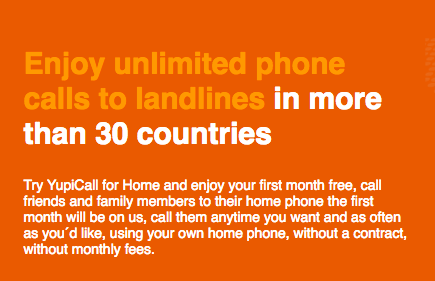 Enjoy unlimited phone
calls to landlines in more
than 30 countries
Try YupiCall for Home and enjoy your first month free, call
friends and family members to their home phone the first
month will be on us, call them anytime you want and as often
as you´d like, using your own home phone, without a contract,
without monthly fees.